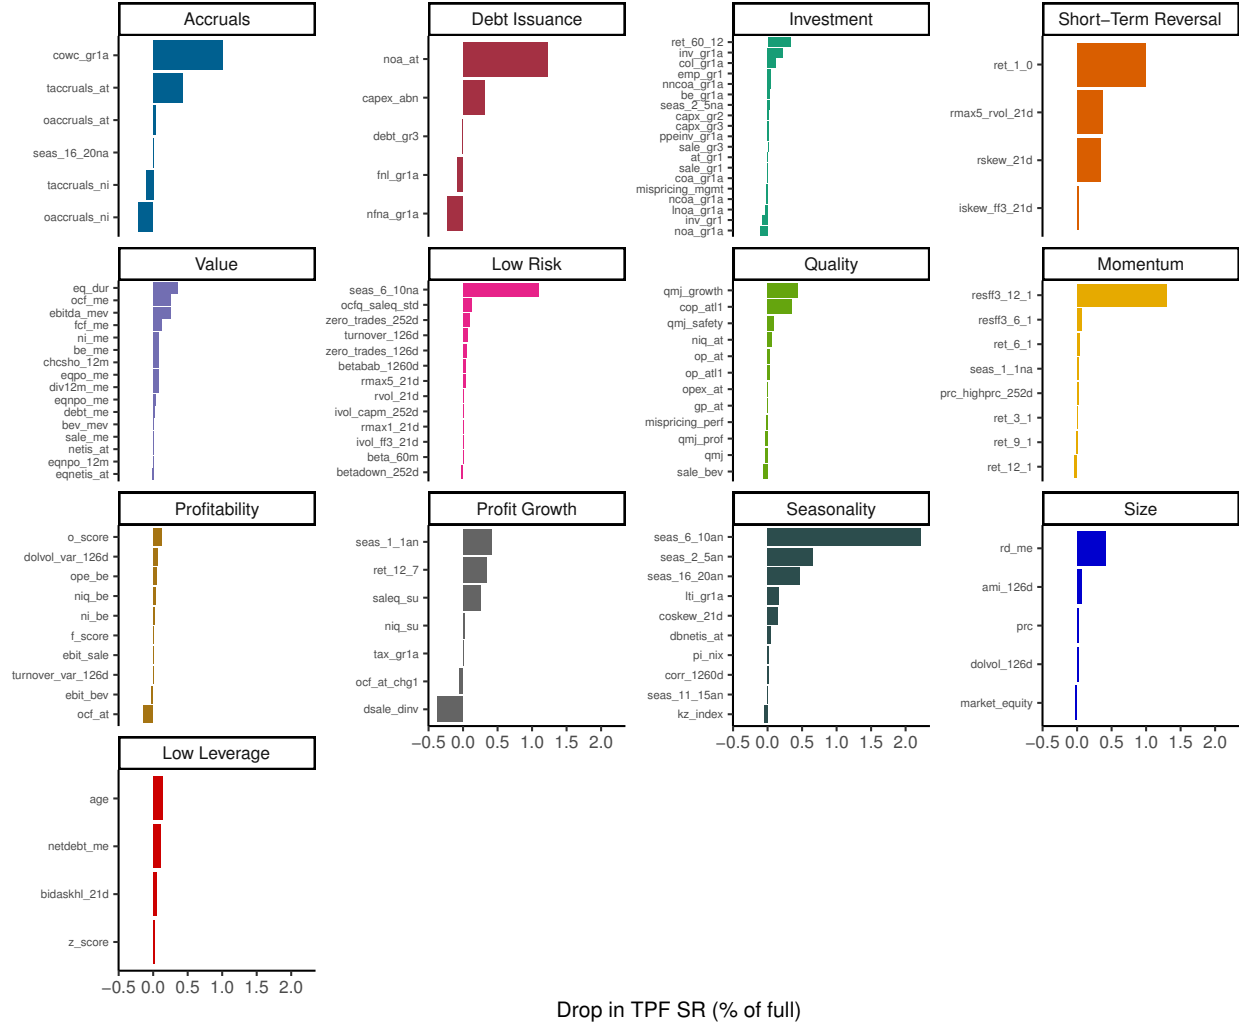 Accruals
cowc_gr1a
taccruals_at
oaccruals_at
seas_16_20na
taccruals_ni
oaccruals_ni
Debt Issuance
noa_at
capex_abn
debt_gr3
fnl_gr1a
nfna_gr1a
Investment
ret_60_12
inv_gr1a
col_gr1a
emp_gr1
nncoa_gr1a
be_gr1a
seas_2_5na
capx_gr2
capx_gr3
ppeinv_gr1a
sale_gr3
at_gr1
sale_gr1
coa_gr1a
mispricing_mgmt
ncoa_gr1a
lnoa_gr1a
inv_gr1
noa_gr1a
Short−Term Reversal
ret_1_0
rmax5_rvol_21d
rskew_21d
iskew_ff3_21d
Value
eq_dur
ocf_me
ebitda_mev
fcf_me
ni_me
be_me
chcsho_12m
eqpo_me
div12m_me
eqnpo_me
debt_me
bev_mev
sale_me
netis_at
eqnpo_12m
eqnetis_at
Low Risk
seas_6_10na
ocfq_saleq_std
zero_trades_252d
turnover_126d
zero_trades_126d
betabab_1260d
rmax5_21d
rvol_21d
ivol_capm_252d
rmax1_21d
ivol_ff3_21d
beta_60m
betadown_252d
Quality
qmj_growth
cop_atl1
qmj_safety
niq_at
op_at
op_atl1
opex_at
gp_at
mispricing_perf
qmj_prof
qmj
sale_bev
Momentum
resff3_12_1
resff3_6_1
ret_6_1
seas_1_1na
prc_highprc_252d
ret_3_1
ret_9_1
ret_12_1
Profitability
o_score
dolvol_var_126d
ope_be
niq_be
ni_be
f_score
ebit_sale
turnover_var_126d
ebit_bev
ocf_at
Profit Growth
seas_1_1an
ret_12_7
saleq_su
niq_su
tax_gr1a
ocf_at_chg1
dsale_dinv
−0.5 0.0 0.5 1.0 1.5 2.0
Seasonality
seas_6_10an
seas_2_5an
seas_16_20an
lti_gr1a
coskew_21d
dbnetis_at
pi_nix
corr_1260d
seas_11_15an
kz_index
−0.5 0.0 0.5 1.0 1.5 2.0
Size
rd_me
ami_126d
prc
dolvol_126d
market_equity
−0.5 0.0 0.5 1.0 1.5 2.0
Low Leverage
age
netdebt_me
bidaskhl_21d
z_score
−0.5 0.0 0.5 1.0 1.5 2.0
Drop in TPF SR (% of full)